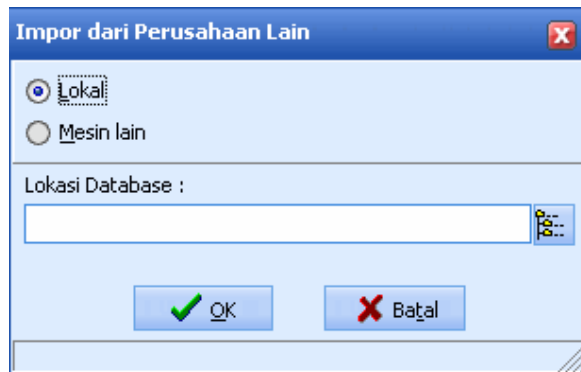 Impor dari Perusahaan Lain
Lokal
Mesin lain
Lokasi Database :
OK
Batal